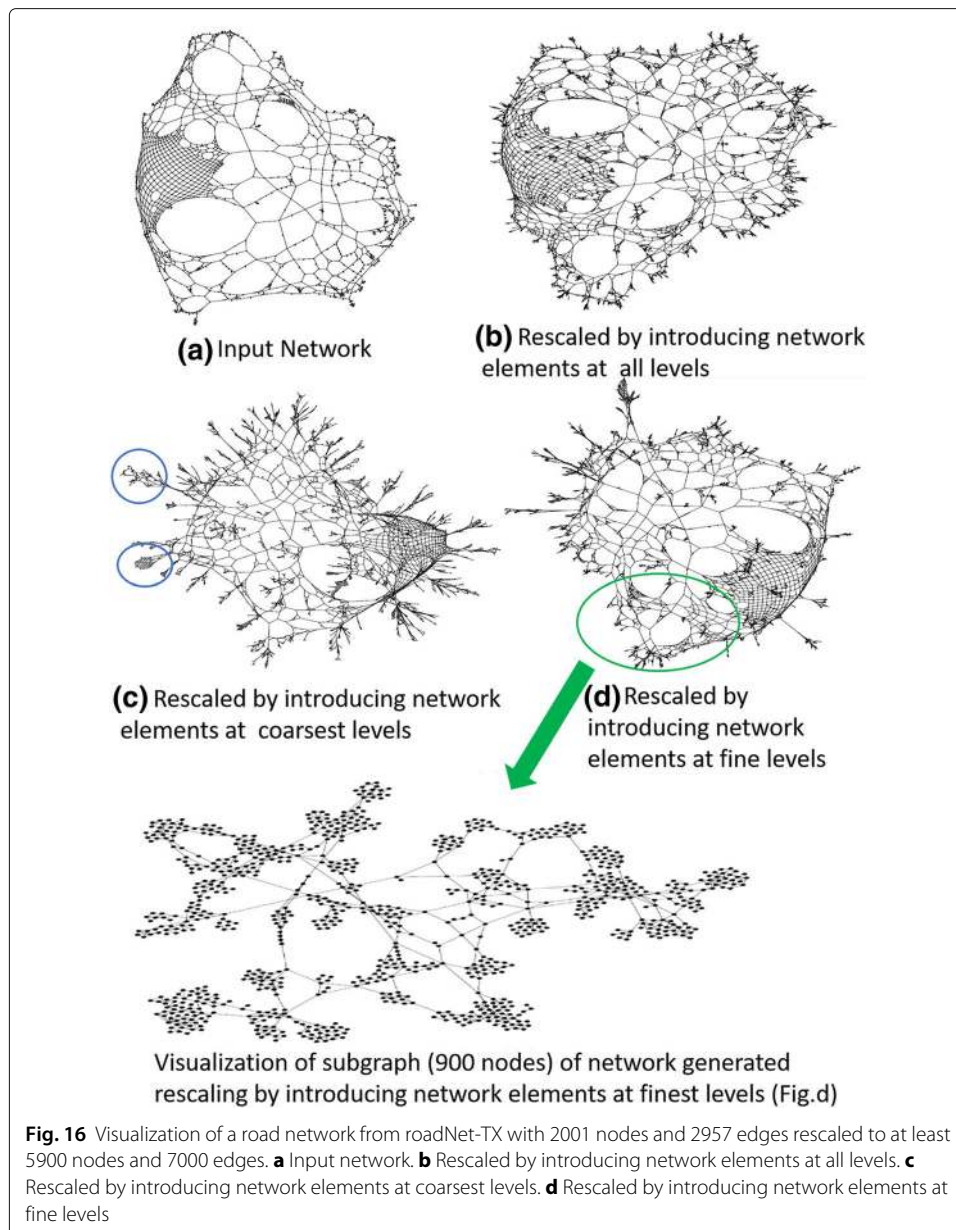 (a) Input Network
(b) Rescaled by introducing network
elements at all levels
(c) Rescaled by introducing network
elements at coarsest levels
(d) Rescaled by
introducing network
elements at fine levels
Visualization of subgraph (900 nodes) of network generated
rescaling by introducing network elements at finest levels (Fig.d)
Fig. 16 Visualization of a road network from roadNet-TX with 2001 nodes and 2957 edges rescaled to at least
5900 nodes and 7000 edges. a Input network. b Rescaled by introducing network elements at all levels. c
Rescaled by introducing network elements at coarsest levels. d Rescaled by introducing network elements at
fine levels